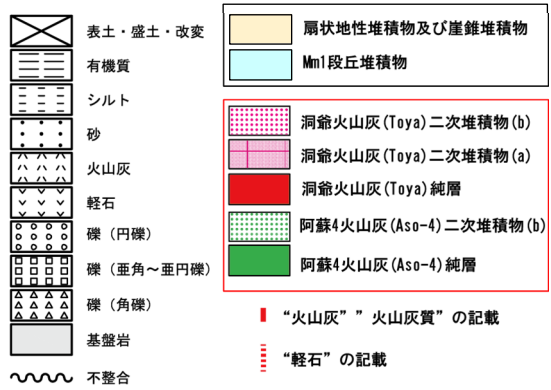 表土・盛土・改変
有機質
シルト
砂
火山灰
軽石
礫（円礫）
礫（亜角～亜円礫）
礫（角礫）
基盤岩
不整合
扇状地性堆積物及び崖錐堆積物
Mm1段丘堆積物
洞爺火山灰(Toya)二次堆積物(b)
洞爺火山灰(Toya)二次堆積物(a)
洞爺火山灰(Toya)純層
阿蘇4火山灰(Aso-4)二次堆積物(b)
阿蘇4火山灰(Aso-4)純層
“火山灰””火山灰質”の記載
“軽石”の記載